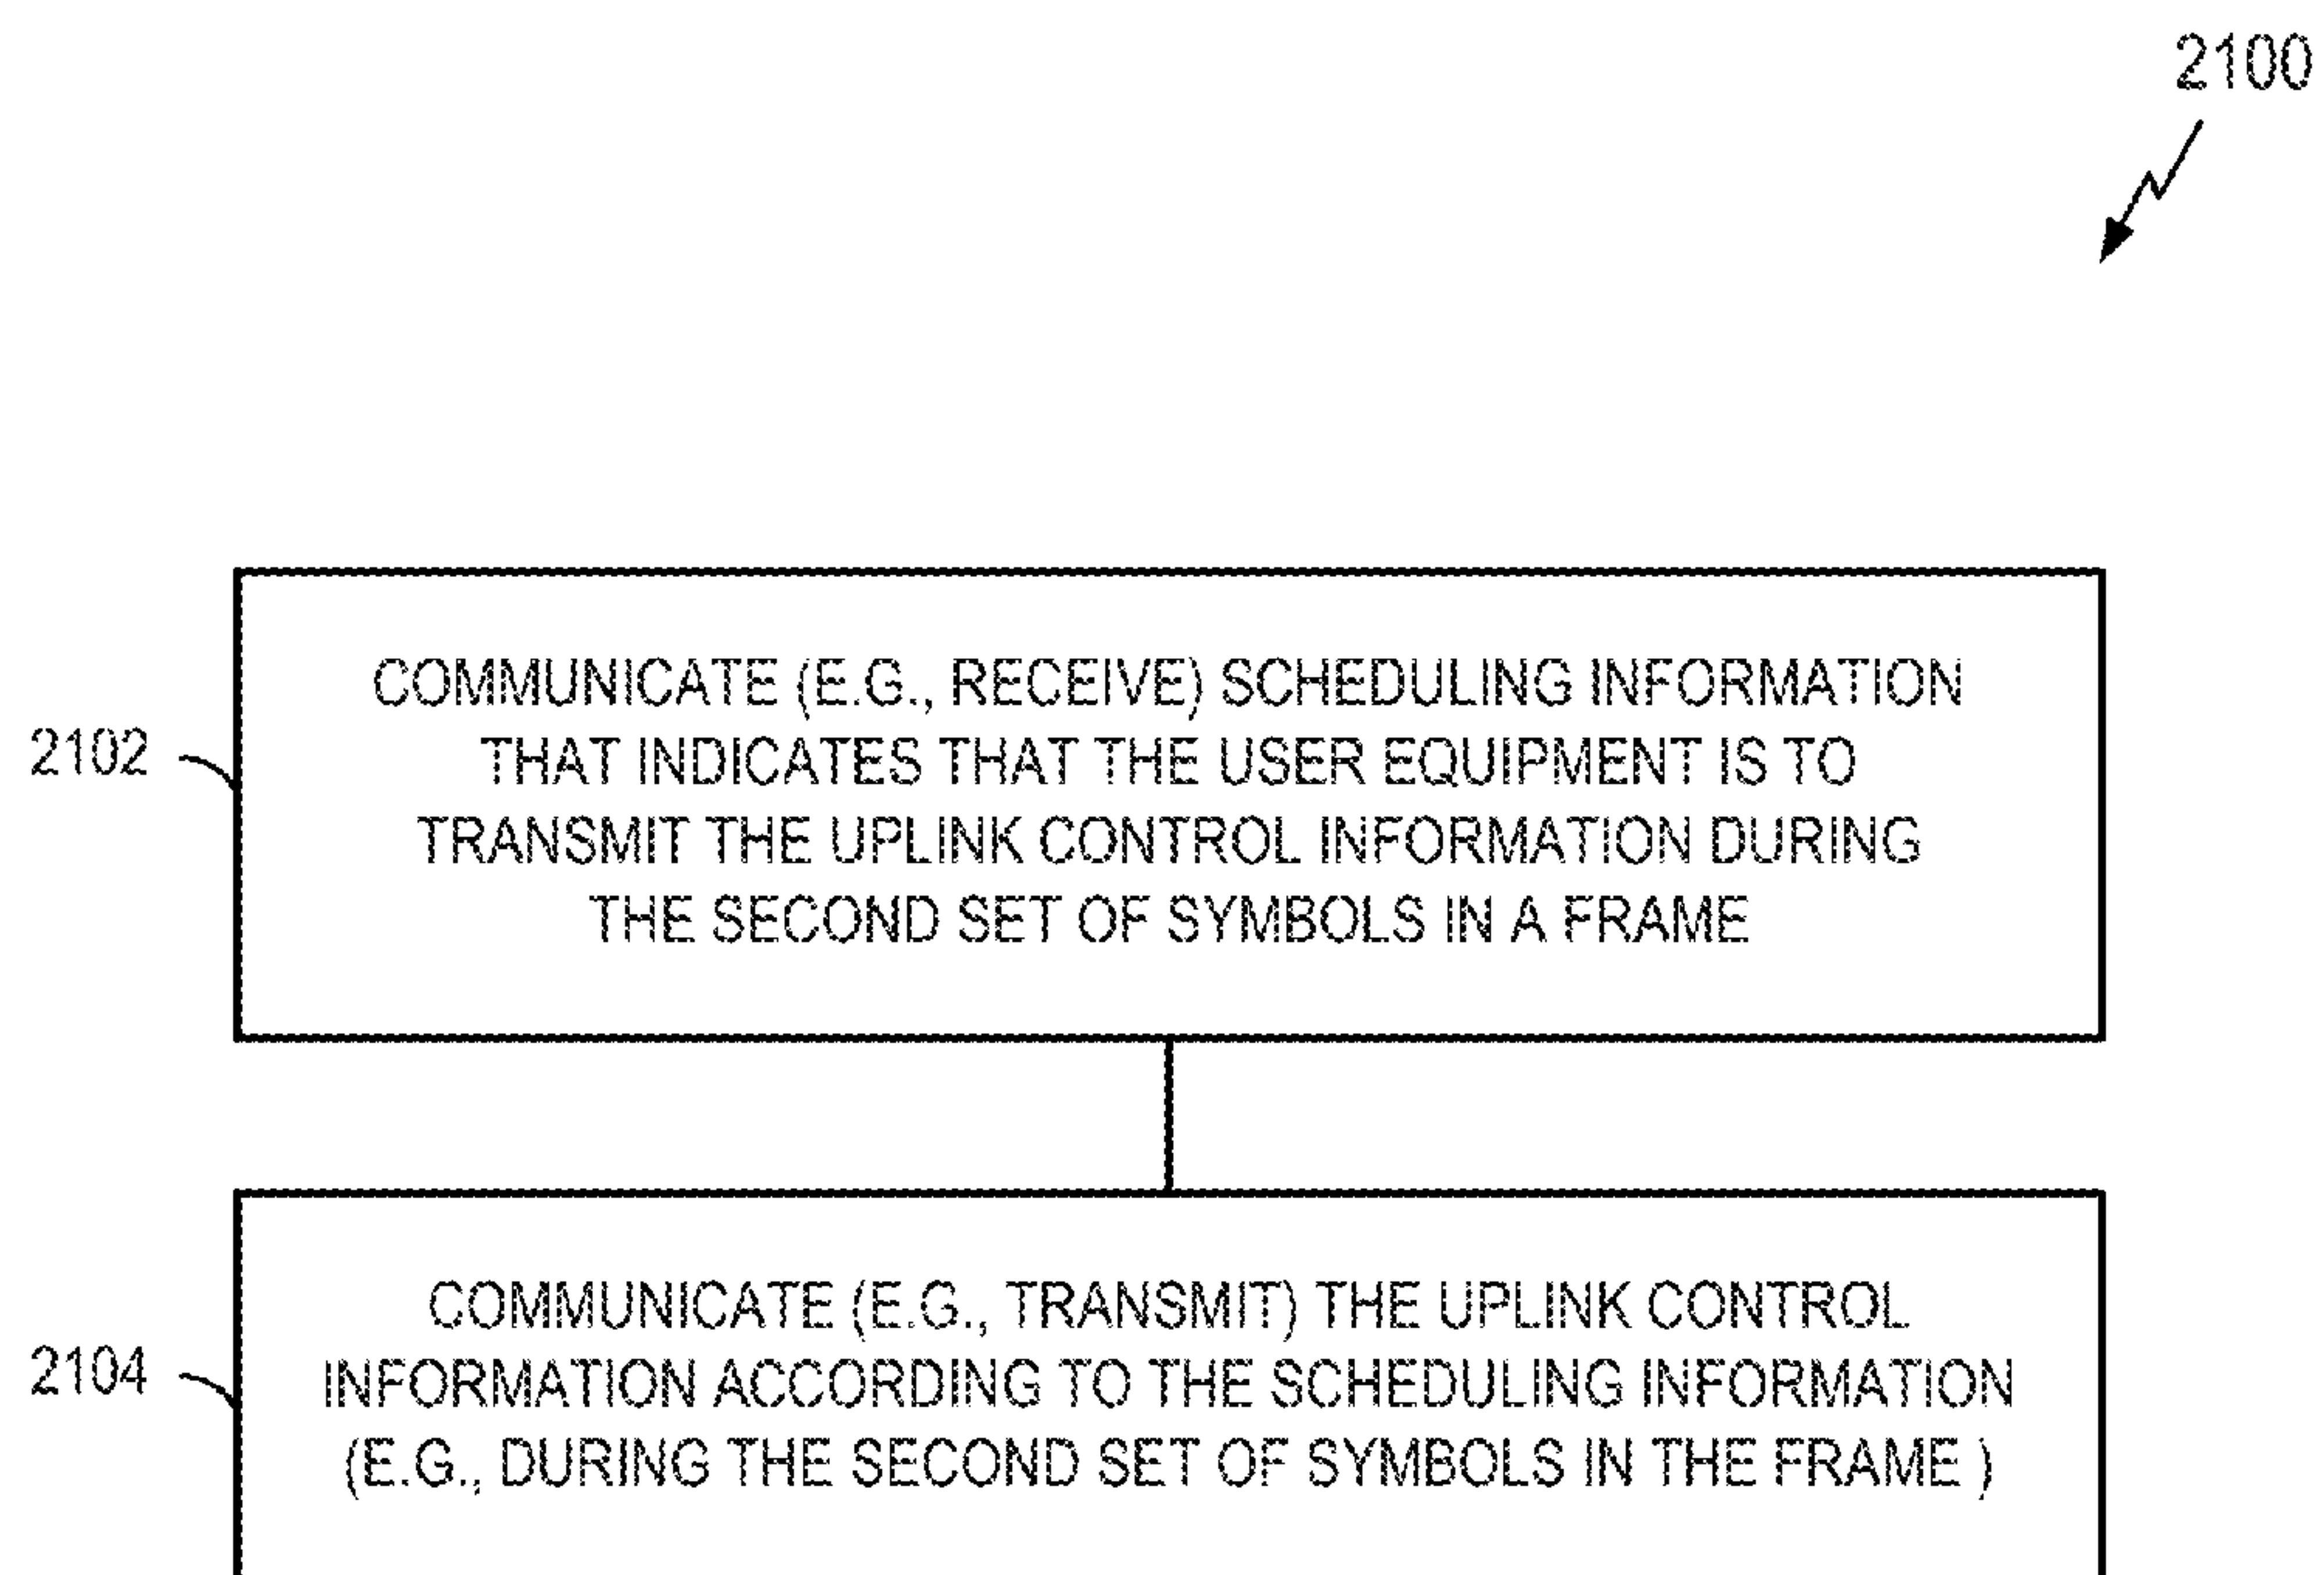 2100
2102
COMMUNICATE (E.G., RECEIVE) SCHEDULING INFORMATION
THAT INDICATES THAT THE USER EQUIPMENT IS TO
TRANSMIT THE UPLINK CONTROL INFORMATION DURING
THE SECOND SET OF SYMBOLS IN A FRAME
2104
COMMUNICATE (E.G., TRANSMIT) THE UPLINK CONTROL
INFORMATION ACCORDING TO THE SCHEDULING INFORMATION
(E.G., DURING THE SECOND SET OF SYMBOLS IN THE FRAME )